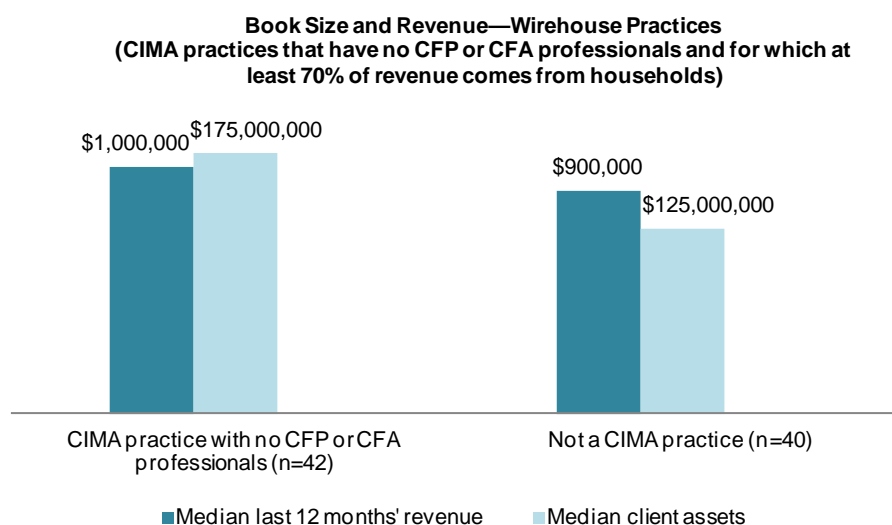 Book Size and Revenue—Wirehouse Practices
(CIMA practices that have no CFP or CFA professionals and for which at
least 70% of revenue comes from households)
$1,000,000
$175,000,000
$900,000
$125,000,000
CIMA practice with no CFP or CFA
professionals (n=42)
Not a CIMA practice (n=40)
Median last 12 months' revenue
Median client assets